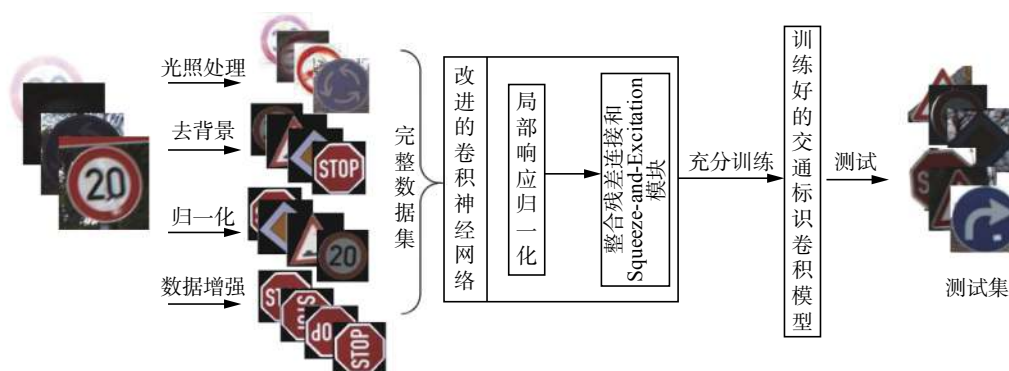 光照处理
去背景
归一化
数据增强
20
STOP
20
STOP
完整数据集
改进的卷积神经网络
局部响应归一化
整合残差连接和
Squeeze-and-Excitation
模块
充分训练
训练好的交通标识卷积模型
测试
测试集